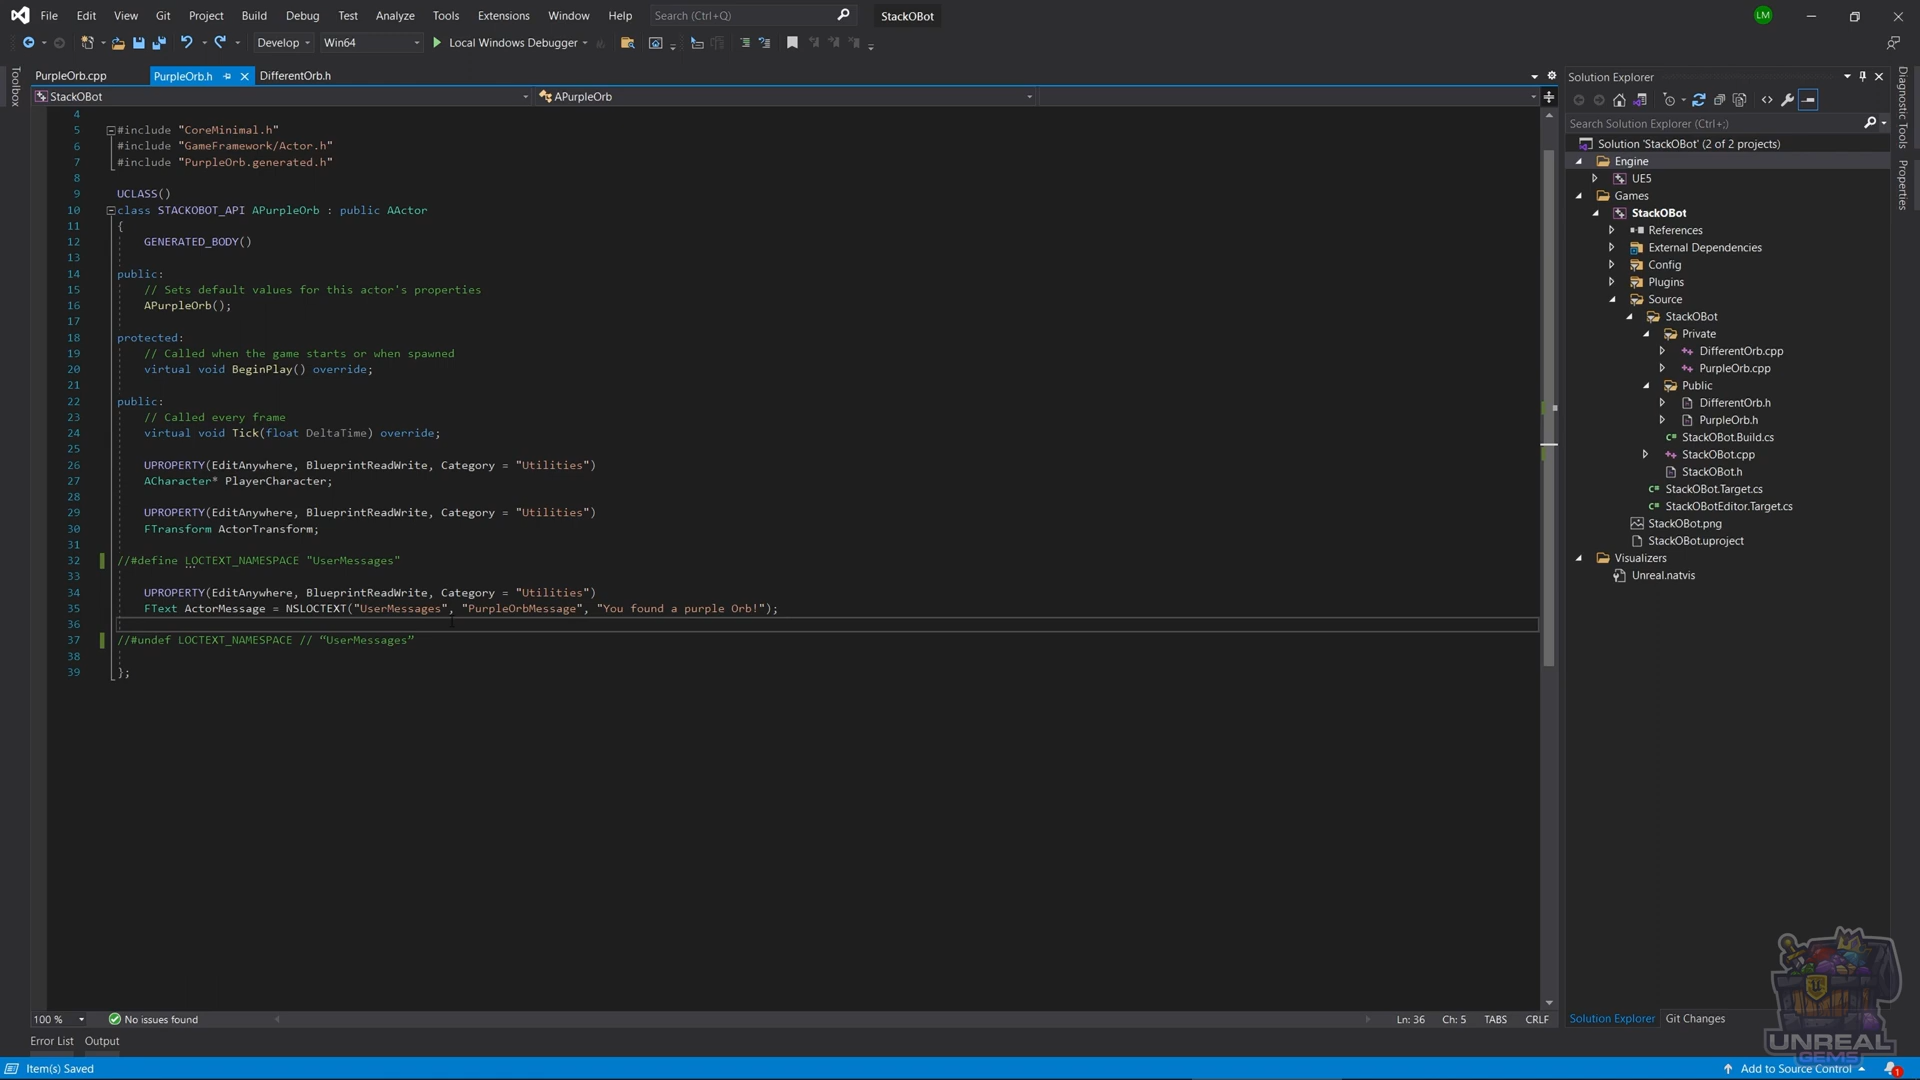 File Edit View Git Project Build Debug Test Analyze Tools Extensions Window Help Search (Ctrl+Q) StackOBot LM
Develop Win64 Local Windows Debugger
Toolbox
PurpleOrb.cpp PurpleOrb.h DifferentOrb.h
StackOBot APurpleOrb
4
5 #include "CoreMinimal.h"
6 #include "GameFramework/Actor.h"
7 #include "PurpleOrb.generated.h"
8
9 UCLASS()
10 class STACKOBOT_API APurpleOrb : public AActor
11 {
12 GENERATED_BODY()
13
14 public:
15 // Sets default values for this actor's properties
16 APurpleOrb();
17
18 protected:
19 // Called when the game starts or when spawned
20 virtual void BeginPlay() override;
21
22 public:
23 // Called every frame
24 virtual void Tick(float DeltaTime) override;
25
26 UPROPERTY(EditAnywhere, BlueprintReadWrite, Category = "Utilities")
27 ACharacter* PlayerCharacter;
28
29 UPROPERTY(EditAnywhere, BlueprintReadWrite, Category = "Utilities")
30 FTransform ActorTransform;
31
32 //#define LOCTEXT_NAMESPACE "UserMessages"
33
34 UPROPERTY(EditAnywhere, BlueprintReadWrite, Category = "Utilities")
35 FText ActorMessage = NSLOCTEXT("UserMessages", "PurpleOrbMessage", "You found a purple Orb!");
36
37 //#undef LOCTEXT_NAMESPACE // “UserMessages”
38
39 };
100 % No issues found Ln: 36 Ch: 5 TABS CRLF
Error List Output
Item(s) Saved
Solution Explorer
Search Solution Explorer (Ctrl+;)
Solution 'StackOBot' (2 of 2 projects)
Engine
UE5
Games
StackOBot
References
External Dependencies
Config
Plugins
Source
StackOBot
Private
DifferentOrb.cpp
PurpleOrb.cpp
Public
DifferentOrb.h
PurpleOrb.h
StackOBot.Build.cs
StackOBot.cpp
StackOBot.h
StackOBot.Target.cs
StackOBotEditor.Target.cs
StackOBot.png
StackOBot.uproject
Visualizers
Unreal.natvis
Solution Explorer Git Changes
Diagnostic Tools
Properties
UNREAL
GEMS
Add to Source Control 1